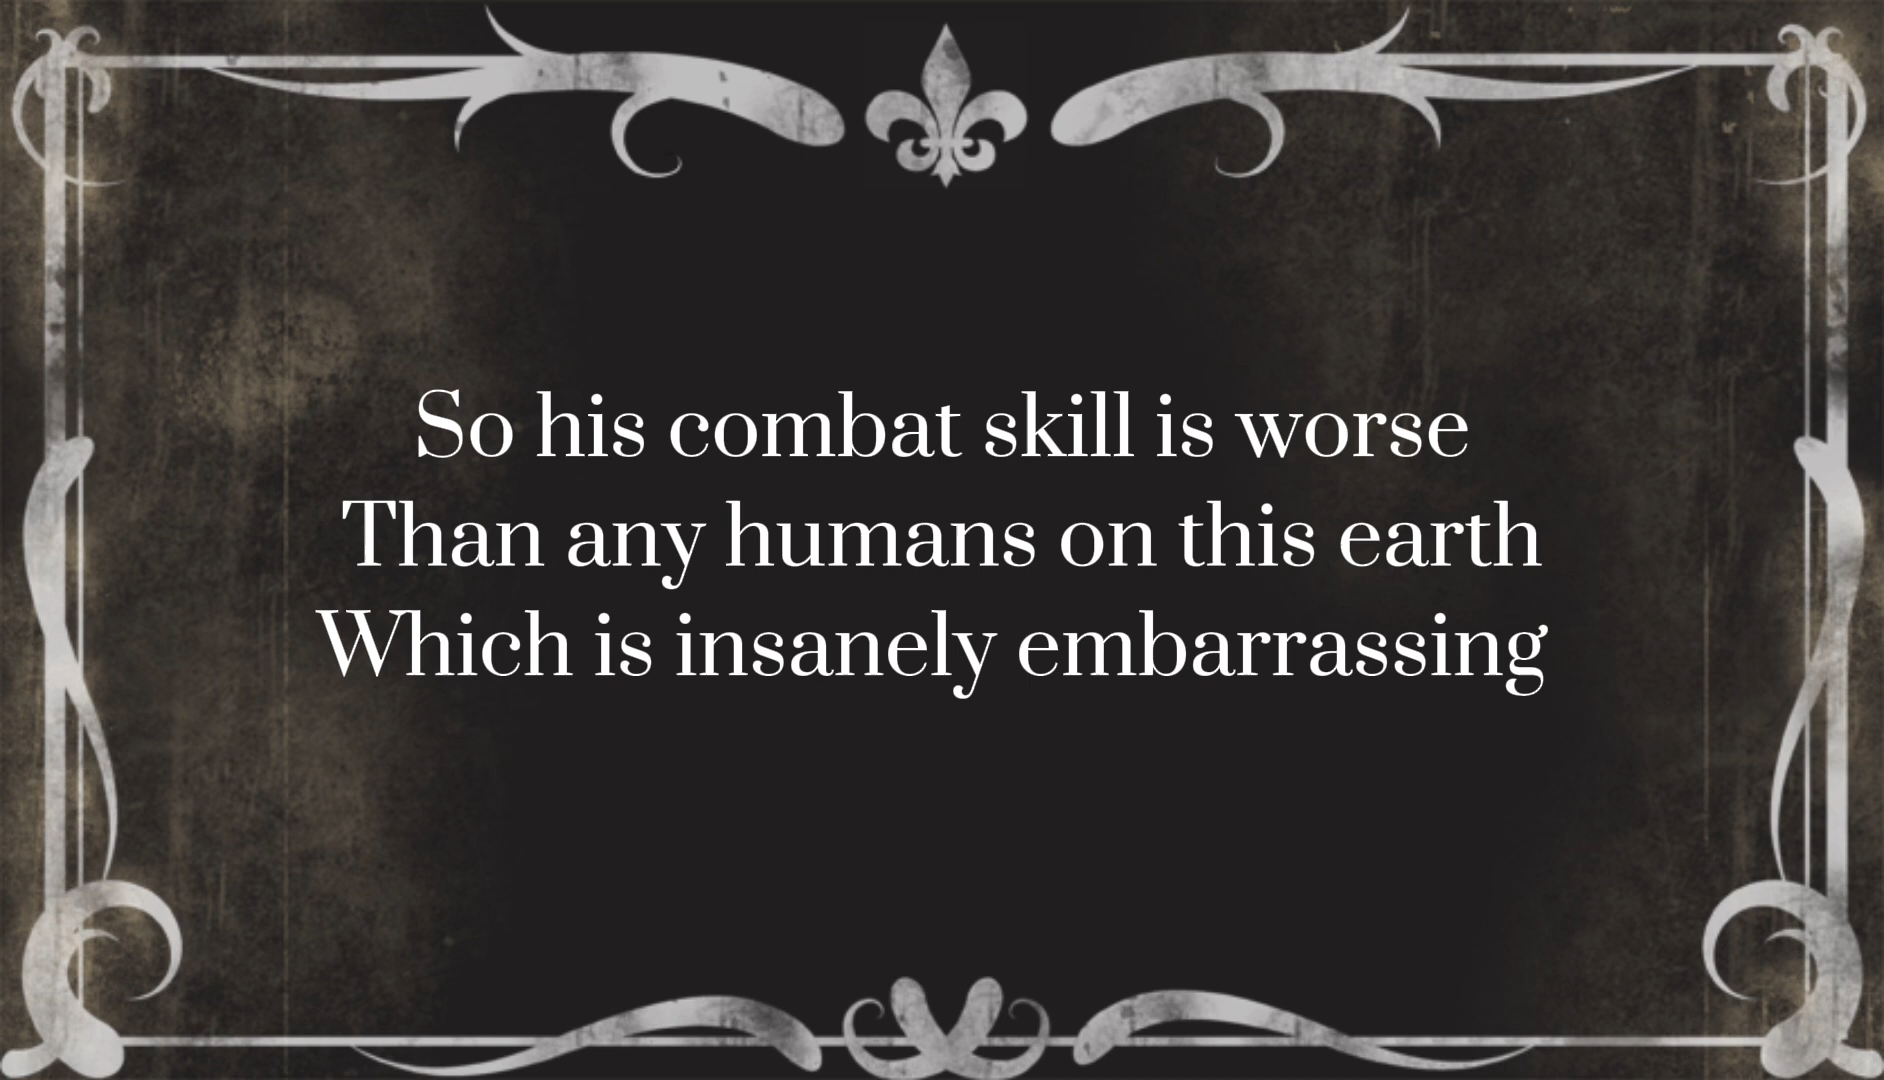 So his combat skill is worse
Than any humans on this earth
Which is insanely embarrassing